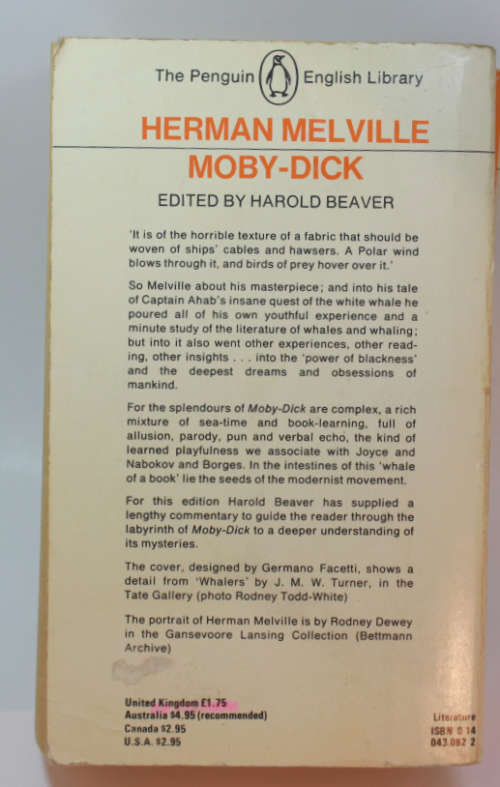 The Penguin English Library
HERMAN MELVILLE
MOBY-DICK
EDITED BY HAROLD BEAVER
'It is of the horrible texture of a fabric that should be
woven of ships' cables and hawsers. A Polar wind
blows through it, and birds of prey hover over it.'
So Melville about his masterpiece; and into his tale
of Captain Ahab's insane quest of the white whale he
poured all of his own youthful experience and a
minute study of the literature of whales and whaling;
but into it also went other experiences, other read-
ing, other insights . . . into the 'power of blackness'
and the deepest dreams and obsessions of
mankind.
For the splendours of Moby-Dick are complex, a rich
mixture of sea-time and book-learning, full of
allusion, parody, pun and verbal echo, the kind of
learned playfulness we associate with Joyce and
Nabokov and Borges. In the intestines of this 'whale
of a book' lie the seeds of the modernist movement.
For this edition Harold Beaver has supplied a
lengthy commentary to guide the reader through the
labyrinth of Moby-Dick to a deeper understanding of
its mysteries.
The cover, designed by Germano Facetti, shows a
detail from 'Whalers' by J. M. W. Turner, in the
Tate Gallery (photo Rodney Todd-White)
The portrait of Herman Melville is by Rodney Dewey
in the Gansevoore Lansing Collection (Bettmann
Archive)
United Kingdom £1.75
Australia $4.95 (recommended)
Canada $2.95
U.S.A. $2.95
Literature
ISBN 0 14
043.082 2